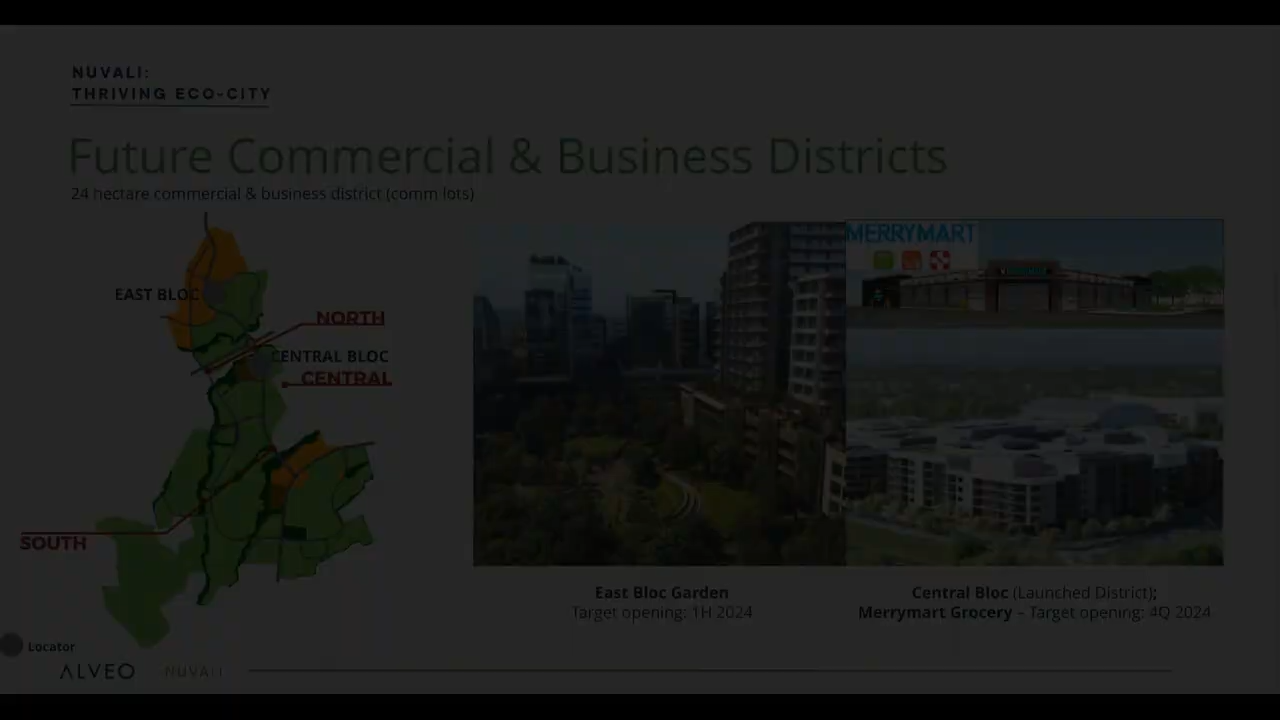 NUVALI:
THRIVING ECO-CITY
Future Commercial & Business Districts
24 hectare commercial & business district (comm lots)
EAST BLOC
NORTH
CENTRAL BLOC
CENTRAL
SOUTH
Locator
MERRYMART
East Bloc Garden
Target opening: 1H 2024
Central Bloc (Launched District);
Merrymart Grocery – Target opening: 4Q 2024
ALVEO NUVALI